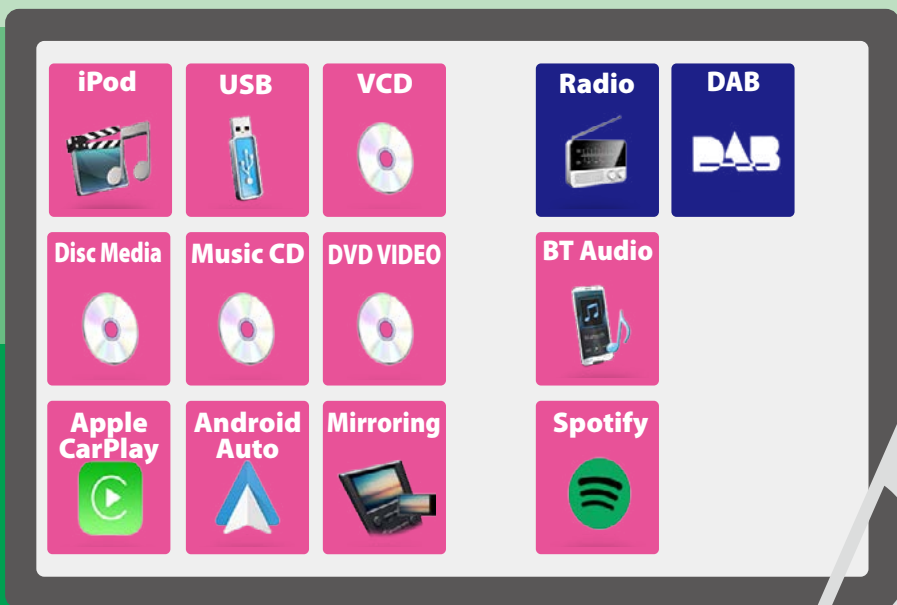 iPod
USB
VCD
Radio
DAB
DAB
Disc Media
Music CD
DVD VIDEO
BT Audio
Apple
CarPlay
Android
Auto
Mirroring
Spotify